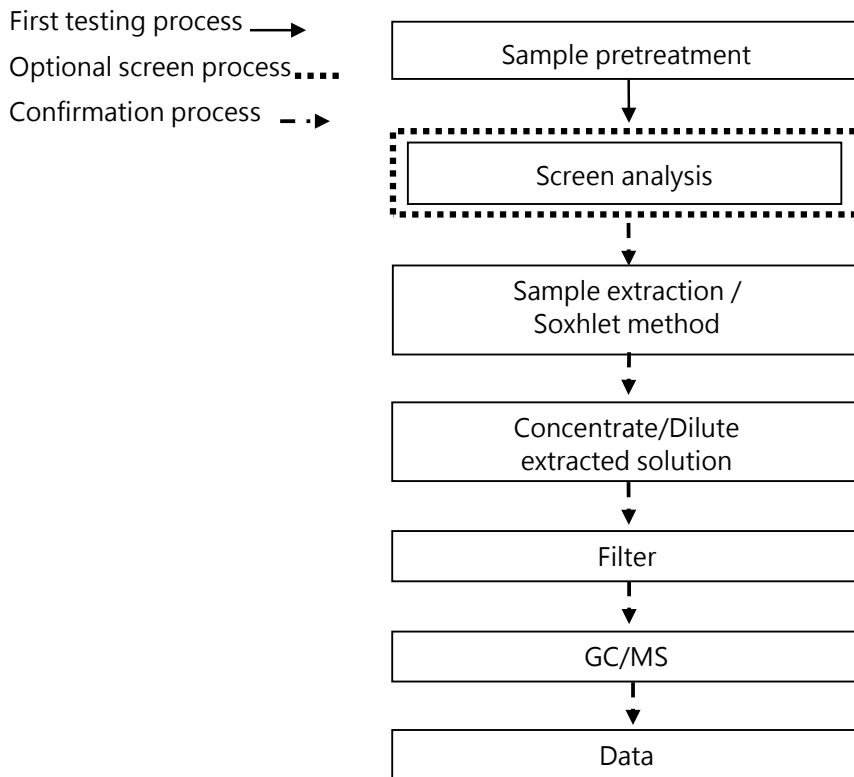 First testing process
Optional screen process
Confirmation process
Sample pretreatment
Screen analysis
Sample extraction /
Soxhlet method
Concentrate/Dilute
extracted solution
Filter
GC/MS
Data